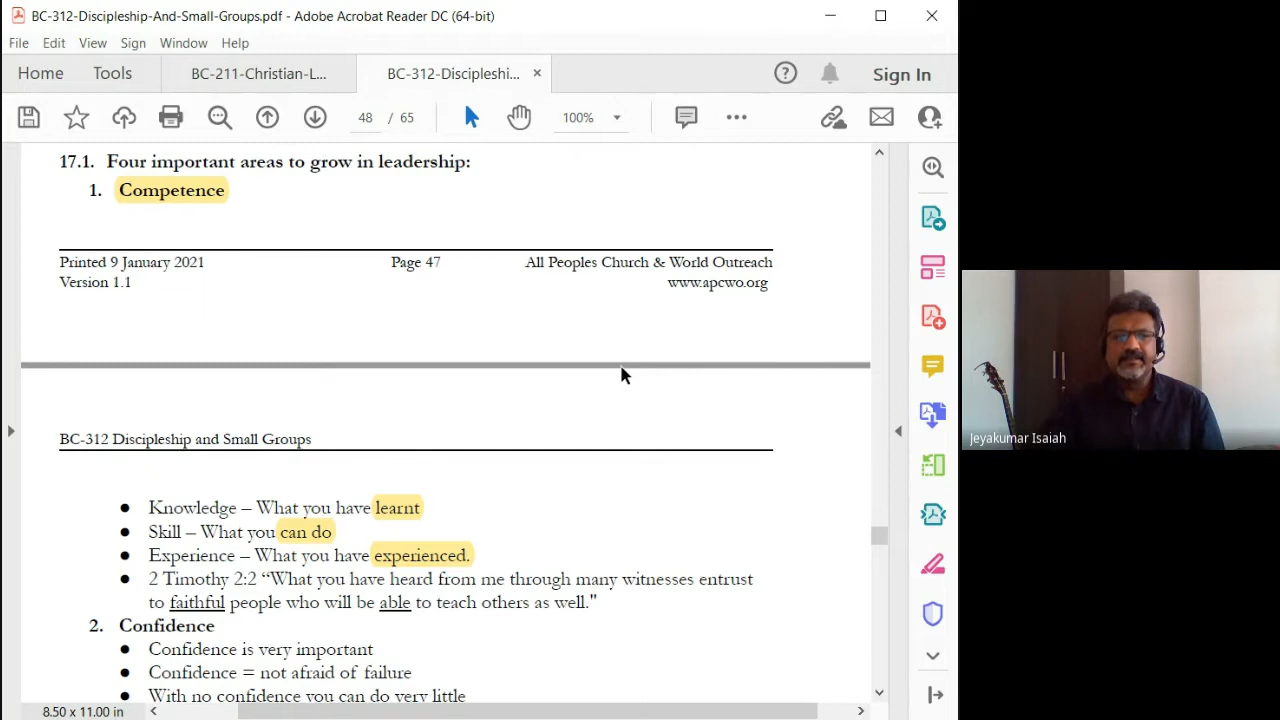 BC-312-Discipleship-And-Small-Groups.pdf - Adobe Acrobat Reader DC (64-bit)
File Edit View Sign Window Help
Home Tools BC-211-Christian-L... BC-312-Discipleshi... Sign In
48 / 65 100%
17.1. Four important areas to grow in leadership:
1. Competence
Printed 9 January 2021 Page 47 All Peoples Church & World Outreach
Version 1.1 www.apcwo.org
BC-312 Discipleship and Small Groups
● Knowledge – What you have learnt
● Skill – What you can do
● Experience – What you have experienced.
● 2 Timothy 2:2 “What you have heard from me through many witnesses entrust
to faithful people who will be able to teach others as well."
2. Confidence
● Confidence is very important
● Confidence = not afraid of failure
● With no confidence you can do very little
8.50 x 11.00 in
Jeyakumar Isaiah